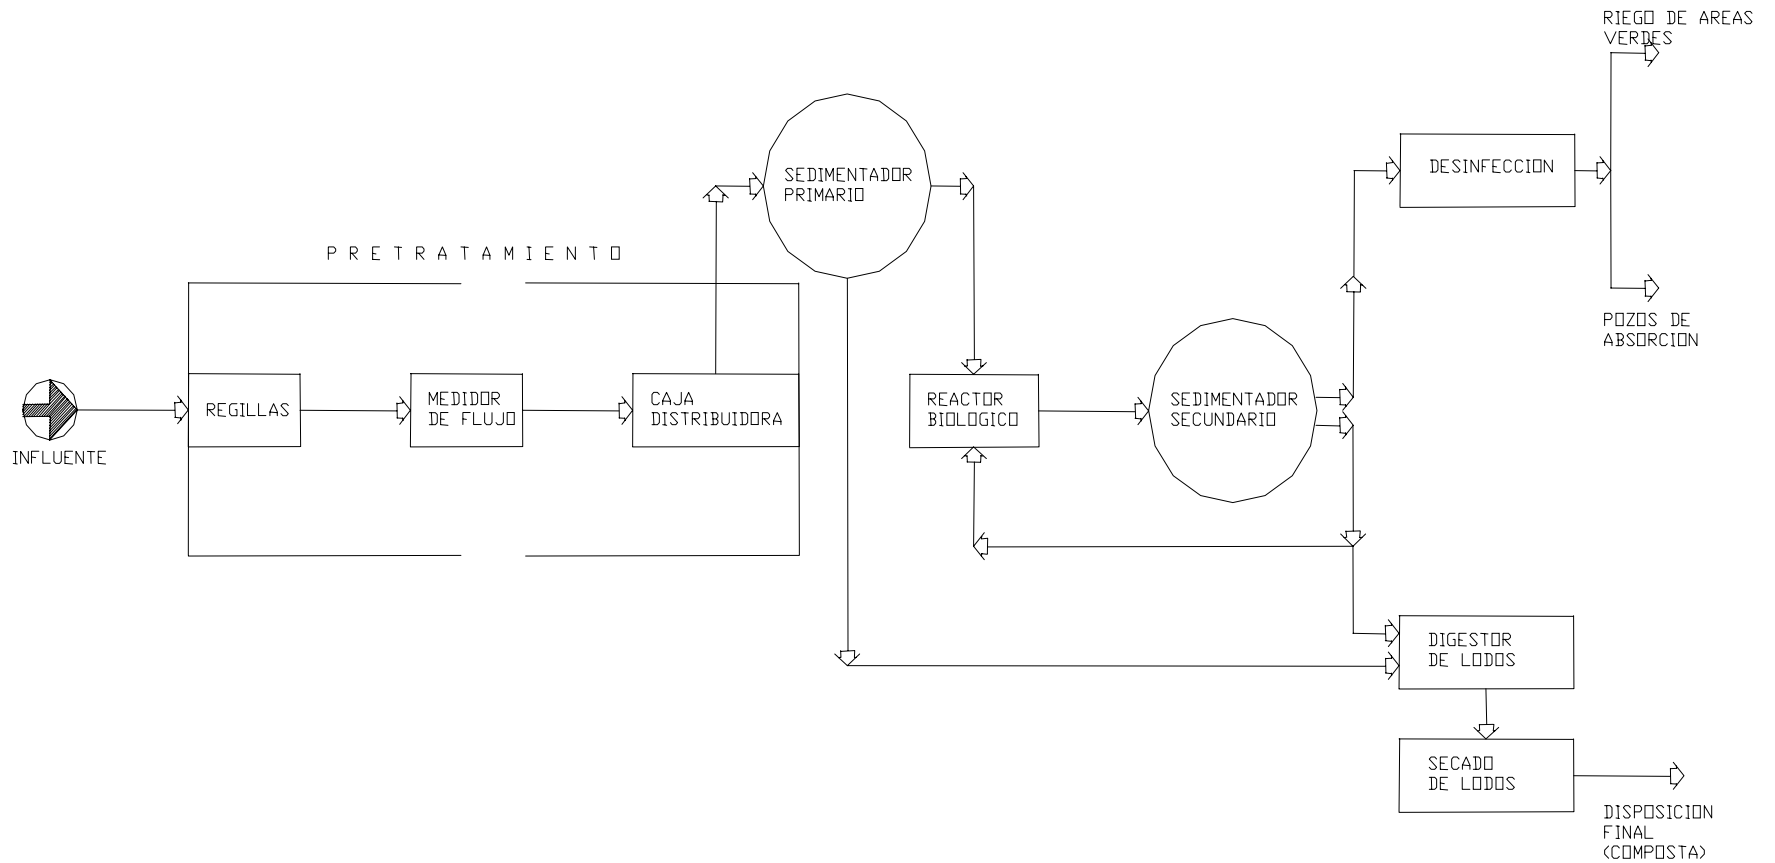 RIEGO DE AREAS
VERDES
SEDIMENTADOR
PRIMARIO
DESINFECCION
PRETRATAMIENTO
POZOS DE
ABSORCION
REGILLAS
MEDIDOR
DE FLUJO
CAJA
DISTRIBUIDORA
REACTOR
BIOLOGICO
SEDIMENTADOR
SECUNDARIO
INFLUENTE
DIGESTOR
DE LODOS
SECADO
DE LODOS
DISPOSICION
FINAL
(COMPOSTA)